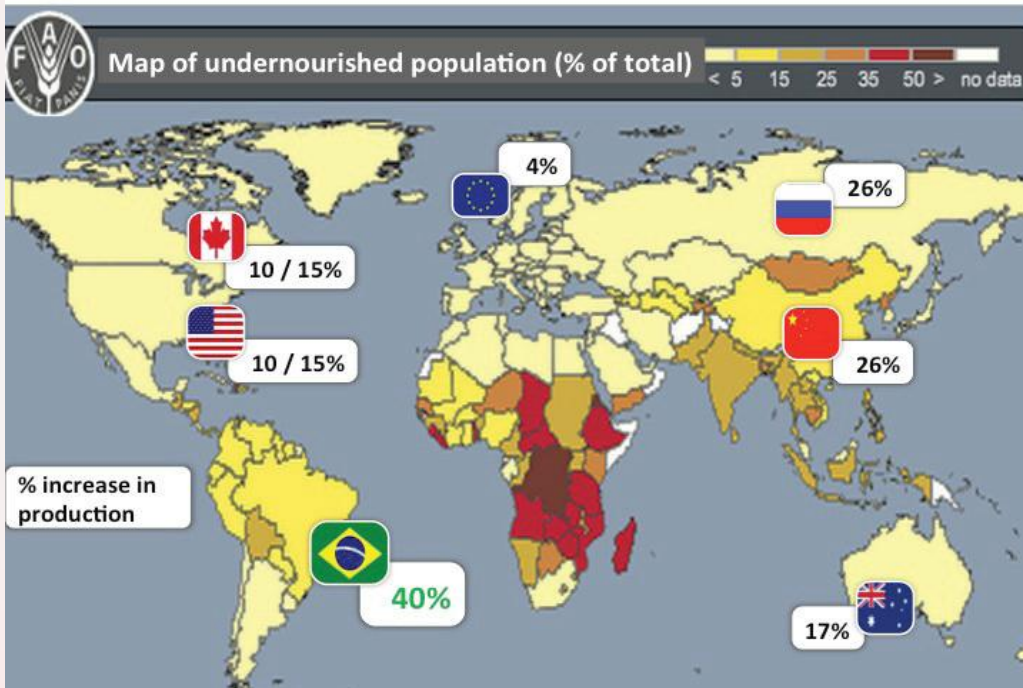 F A O
FIAT PANIS
Map of undernourished population (% of total)
< 5 15 25 35 50 > no data
4%
26%
10 / 15%
10 / 15%
26%
% increase in
production
40%
17%